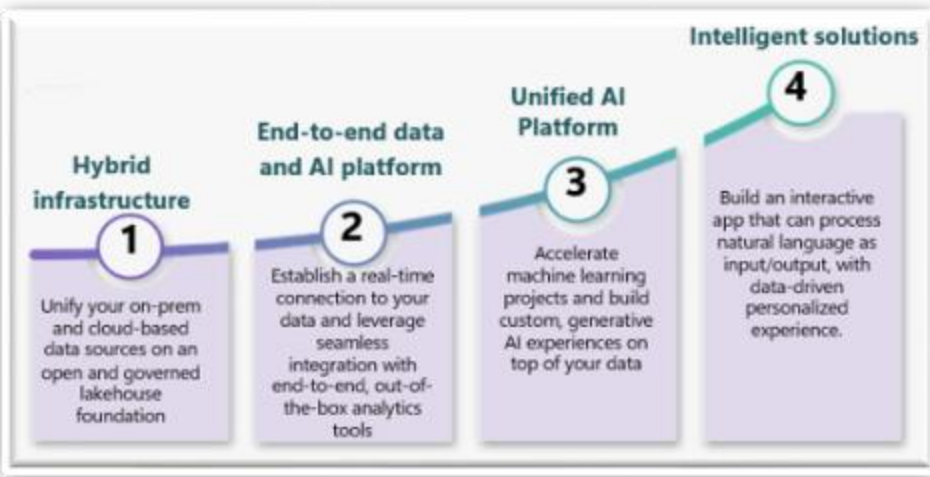 Hybrid
infrastructure
1
Unify your on-prem
and cloud-based
data sources on an
open and governed
lakehouse
foundation
End-to-end data
and AI platform
2
Establish a real-time
connection to your
data and leverage
seamless
integration with
end-to-end, out-of-
the-box analytics
tools
Unified AI
Platform
3
Accelerate
machine learning
projects and build
custom, generative
AI experiences on
top of your data
Intelligent solutions
4
Build an interactive
app that can process
natural language as
input/output, with
data-driven
personalized
experience.